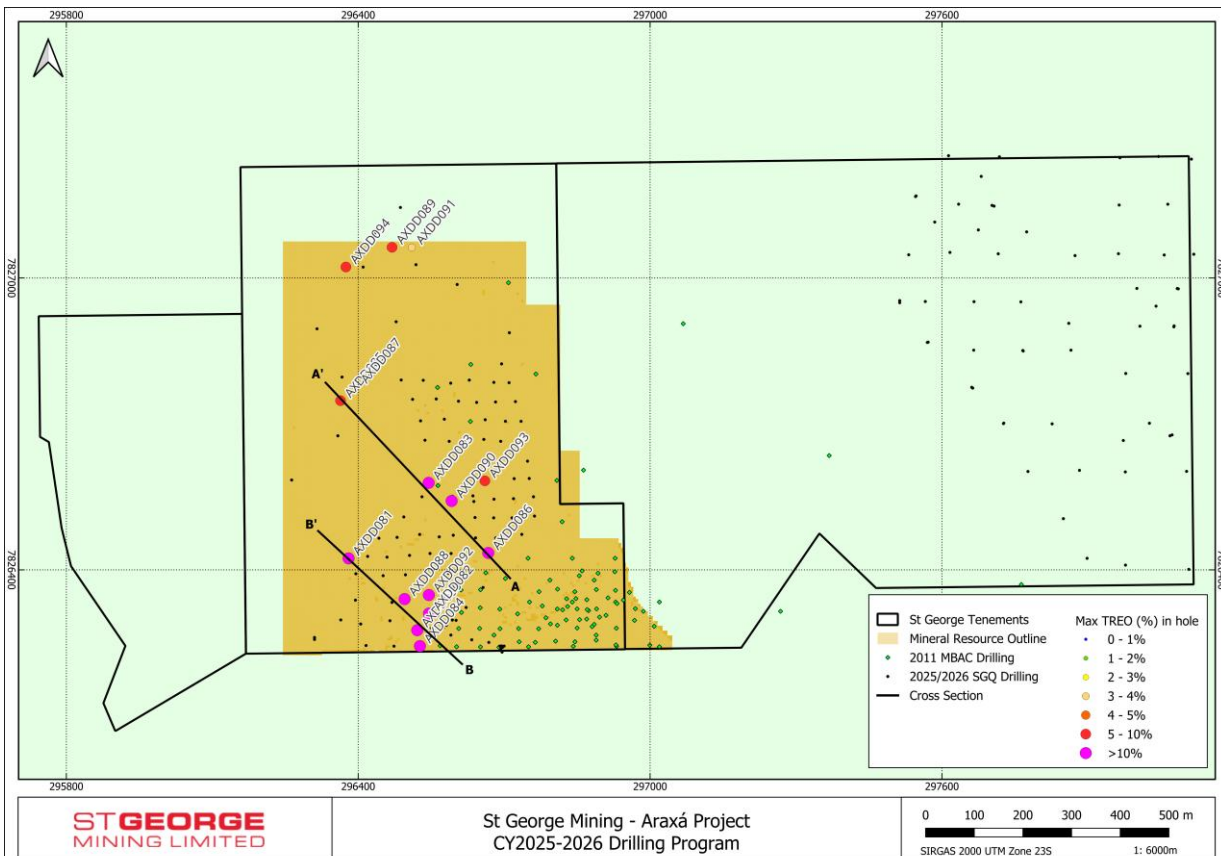 295800
296400
297000
297600
7827000
7826400
AXDD094
AXDD089
AXDD091
A'
AXDD087
AXDD083
AXDD090
AXDD093
B'
AXDD081
AXDD086
AXDD088
AXDD092
AXDD082
AXDD084
A
B
St George Tenements
Mineral Resource Outline
2011 MBAC Drilling
2025/2026 SGQ Drilling
Cross Section
Max TREO (%) in hole
0 - 1%
1 - 2%
2 - 3%
3 - 4%
4 - 5%
5 - 10%
>10%
295800
296400
297000
297600
ST GEORGE
MINING LIMITED
St George Mining - Araxá Project
CY2025-2026 Drilling Program
0 100 200 300 400 500 m
SIRGAS 2000 UTM Zone 23S
1: 6000m